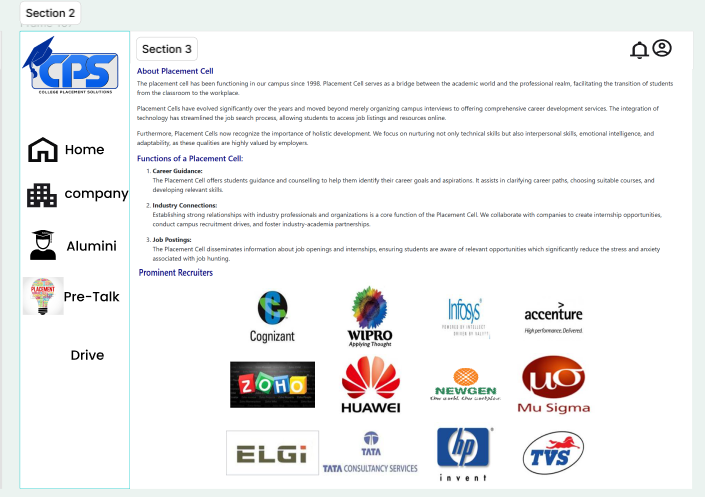 Section 2
CPS
COLLEGE PLACEMENT SOLUTIONS
Home
company
Alumini
PLACEMENT
Pre-Talk
Drive
Section 3
About Placement Cell
The placement cell has been functioning in our campus since 1998. Placement Cell serves as a bridge between the academic world and the professional realm, facilitating the transition of students
from the classroom to the workplace.
Placement Cells have evolved significantly over the years and moved beyond merely organizing campus interviews to offering comprehensive career development services. The integration of
technology has streamlined the job search process, allowing students to access job listings and resources online.
Furthermore, Placement Cells now recognize the importance of holistic development. We focus on nurturing not only technical skills but also interpersonal skills, emotional intelligence, and
adaptability, as these qualities are highly valued by employers.
Functions of a Placement Cell:
1. Career Guidance:
The Placement Cell offers students guidance and counselling to help them identify their career goals and aspirations. It assists in clarifying career paths, choosing suitable courses, and
developing relevant skills.
2. Industry Connections:
Establishing strong relationships with industry professionals and organizations is a core function of the Placement Cell. We collaborate with companies to create internship opportunities,
conduct campus recruitment drives, and foster industry-academia partnerships.
3. Job Postings:
The Placement Cell disseminates information about job openings and internships, ensuring students are aware of relevant opportunities which significantly reduce the stress and anxiety
associated with job hunting.
Prominent Recruiters
Cognizant
WIPRO
Applying Thought
Infosys
POWERED BY INTELLECT
DRIVEN BY VALUES
accenture
High performance. Delivered.
ZOHO
HUAWEI
NEWGEN
Our world. Our workplace.
Mu Sigma
ELGi
TATA
TATA CONSULTANCY SERVICES
hp
invent
TVS